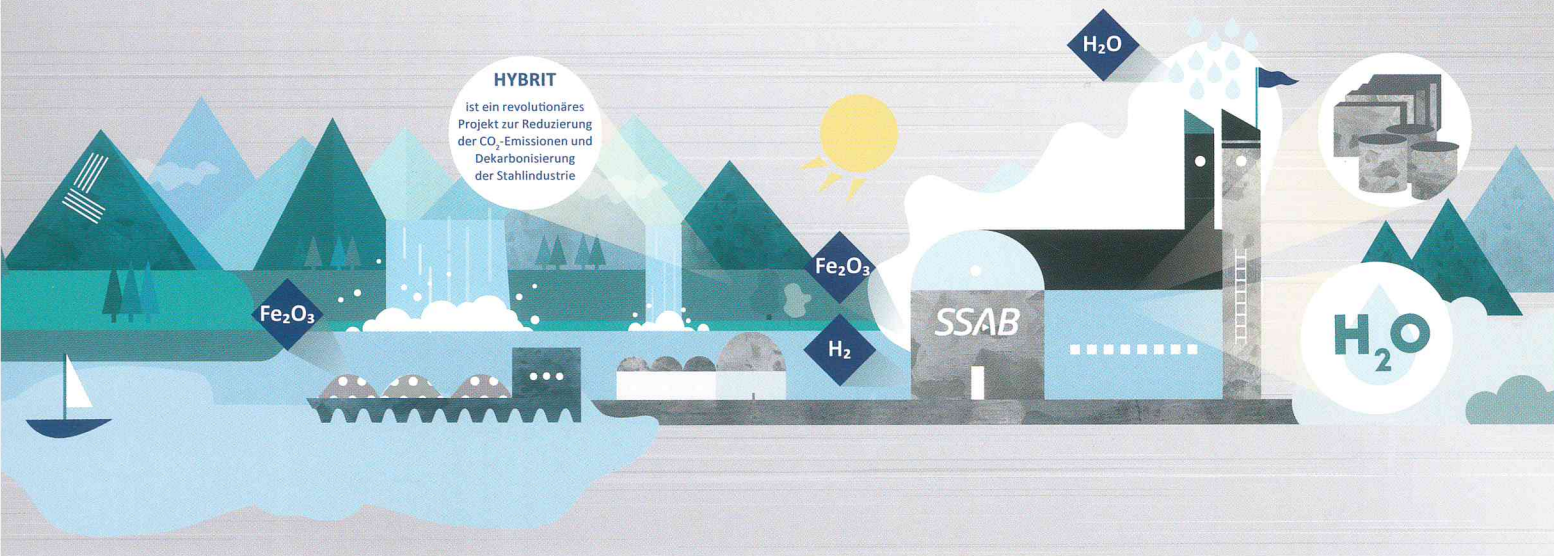 HYBRIT
ist ein revolutionäres
Projekt zur Reduzierung
der CO₂-Emissionen und
Dekarbonisierung
der Stahlindustrie
Fe₂O₃
Fe₂O₃
H₂
SSAB
H₂O
H₂O